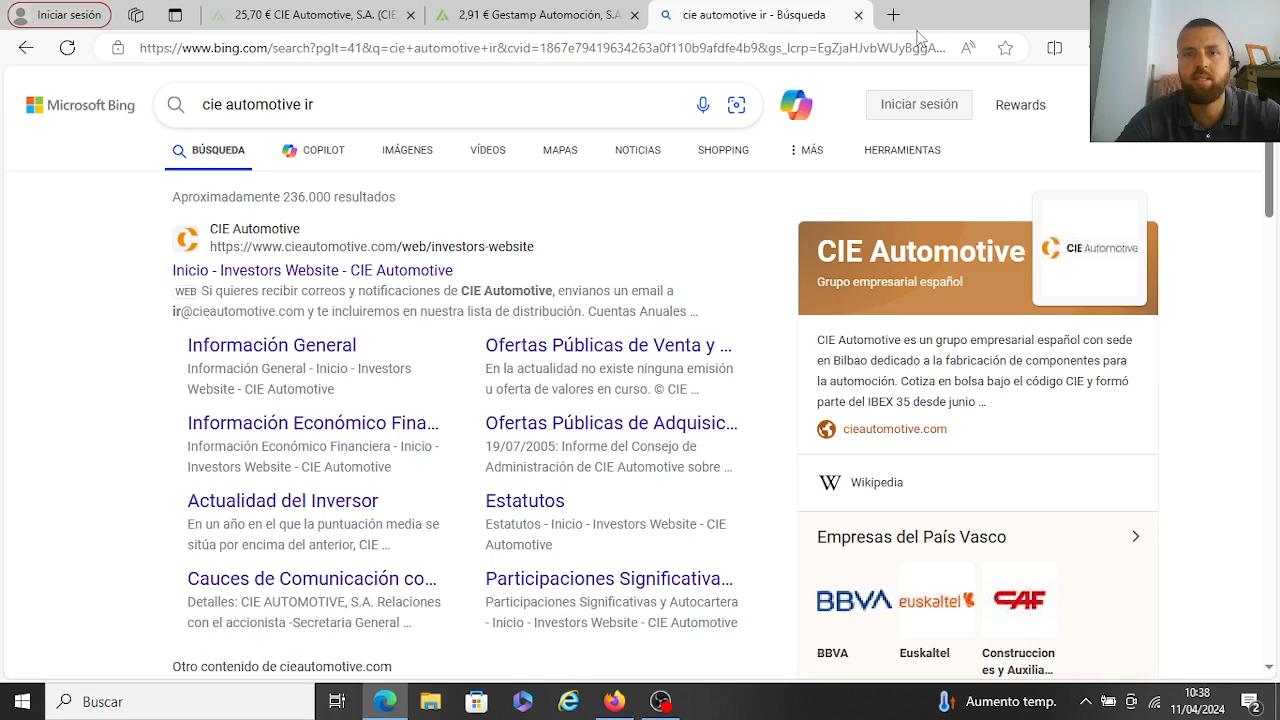 Iniciar sesión
25,70 € CIE Automotive, S.A. (CIE
2,91 € Gestamp Automoción, S.A.
cie automotive ir - Búsqueda
https://www.bing.com/search?pglt=41&q=cie+automotive+ir&cvid=1867e79419634263a0f110b9afdfe4b9&gs_lcrp=EgZjaHJvbWUyBggA...
Microsoft Bing
cie automotive ir
Iniciar sesión
Rewards
BÚSQUEDA
COPILOT
IMÁGENES
VÍDEOS
MAPAS
NOTICIAS
SHOPPING
MÁS
HERRAMIENTAS
Aproximadamente 236.000 resultados
CIE Automotive
https://www.cieautomotive.com/web/investors-website
Inicio - Investors Website - CIE Automotive
WEB Si quieres recibir correos y notificaciones de CIE Automotive, envianos un email a
ir@cieautomotive.com y te incluiremos en nuestra lista de distribución. Cuentas Anuales ...
Información General
Información General - Inicio - Investors
Website - CIE Automotive
Ofertas Públicas de Venta y ...
En la actualidad no existe ninguna emisión
u oferta de valores en curso. © CIE ...
Información Económico Fina...
Información Económico Financiera - Inicio -
Investors Website - CIE Automotive
Ofertas Públicas de Adquisic...
19/07/2005: Informe del Consejo de
Administración de CIE Automotive sobre ...
Actualidad del Inversor
En un año en el que la puntuación media se
sitúa por encima del anterior, CIE ...
Estatutos
Estatutos - Inicio - Investors Website - CIE
Automotive
Cauces de Comunicación co...
Detalles: CIE AUTOMOTIVE, S.A. Relaciones
con el accionista -Secretaria General ...
Participaciones Significativa...
Participaciones Significativas y Autocartera
- Inicio - Investors Website - CIE Automotive
Otro contenido de cieautomotive.com
CIE Automotive
Grupo empresarial español
CIE Automotive
CIE Automotive es un grupo empresarial español con sede
en Bilbao dedicado a la fabricación de componentes para
la automoción. Cotiza en bolsa bajo el código CIE y formó
parte del IBEX 35 desde junio ...
cieautomotive.com
W Wikipedia
Empresas del País Vasco
BBVA
euskaltel
CAF
BBVA
Euskaltel
Construccion
es y Auxilia...
Buscar
Aumento temp.
10:38
11/04/2024
2